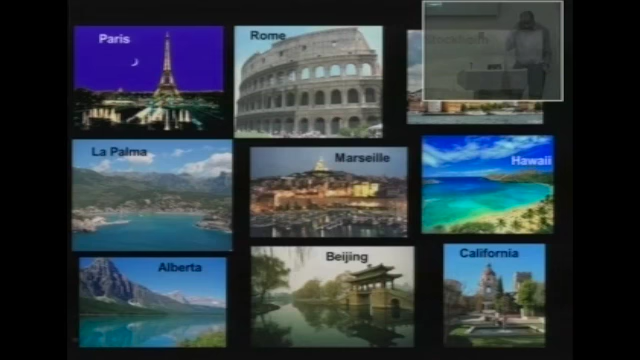 Paris
Rome
La Palma
Marseille
Hawaii
Alberta
Beijing
California